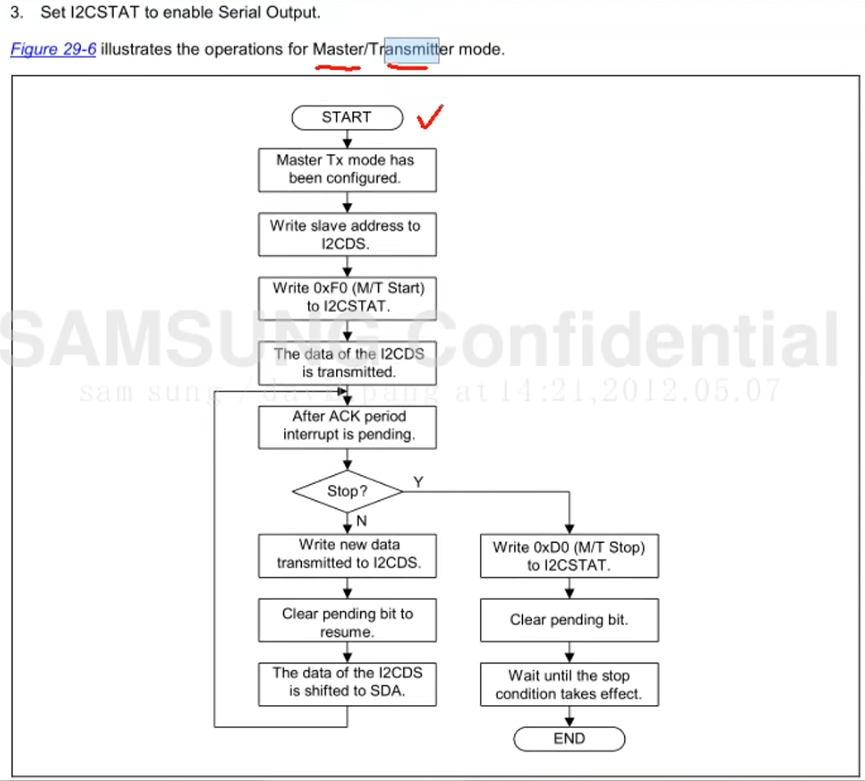 3. Set I2CSTAT to enable Serial Output.
Figure 29-6 illustrates the operations for Master/Transmitter mode.
START
Master Tx mode has
been configured.
Write slave address to
I2CDS.
Write 0xF0 (M/T Start)
to I2CSTAT.
SAMSUNG Confidential
The data of the I2CDS
is transmitted.
sam sung / pang at 14:21,2012.05.07
After ACK period
interrupt is pending.
Stop?
Y
N
Write new data
transmitted to I2CDS.
Clear pending bit to
resume.
The data of the I2CDS
is shifted to SDA.
Write 0xD0 (M/T Stop)
to I2CSTAT.
Clear pending bit.
Wait until the stop
condition takes effect.
END